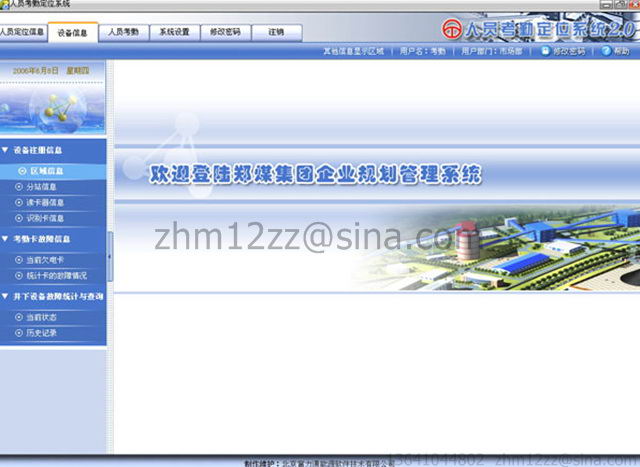 人员考勤定位系统
人员定位信息 设备信息 人员考勤 系统设置 修改密码 注销
人员考勤定位系统2.0
其他信息显示区域 | 用户名：考勤 | 用户部门：市场部 | 修改密码 | 帮助
2006年6月8日 星期四
设备注册信息
区域信息
分站信息
读卡器信息
识别卡信息
考勤卡故障信息
当前欠电卡
统计卡的故障情况
井下设备故障统计与查询
当前状态
历史记录
欢迎登陆郑煤集团企业规划管理系统
zhm12zz@sina.com
制作维护：北京富力通能源软件技术有限公司
13641044802 zhm12zz@sina.com